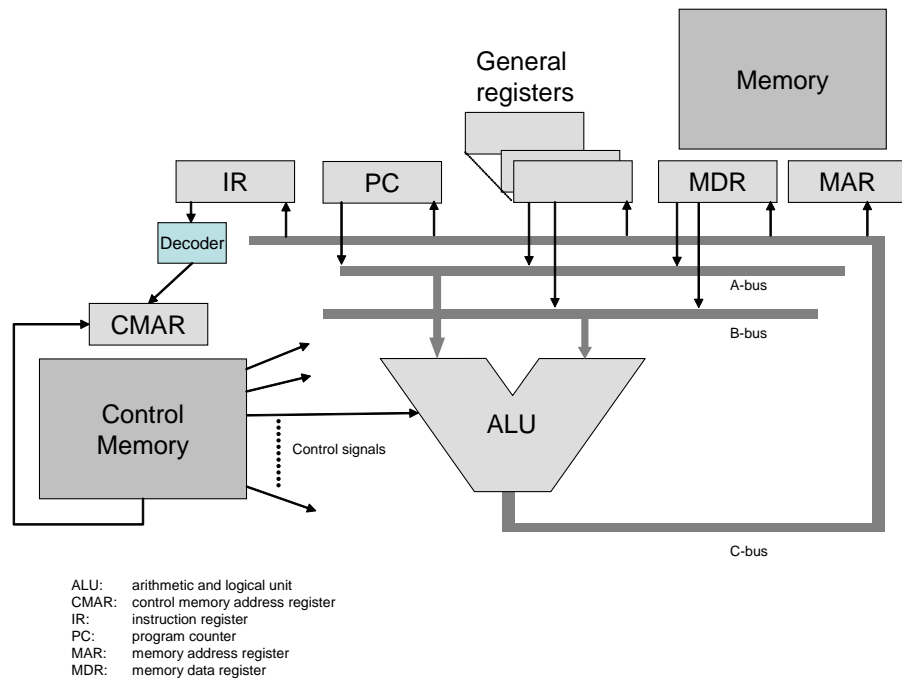 General
registers
Memory
IR
PC
MDR
MAR
Decoder
A-bus
CMAR
B-bus
Control
Memory
ALU
Control signals
C-bus
ALU: arithmetic and logical unit
CMAR: control memory address register
IR: instruction register
PC: program counter
MAR: memory address register
MDR: memory data register